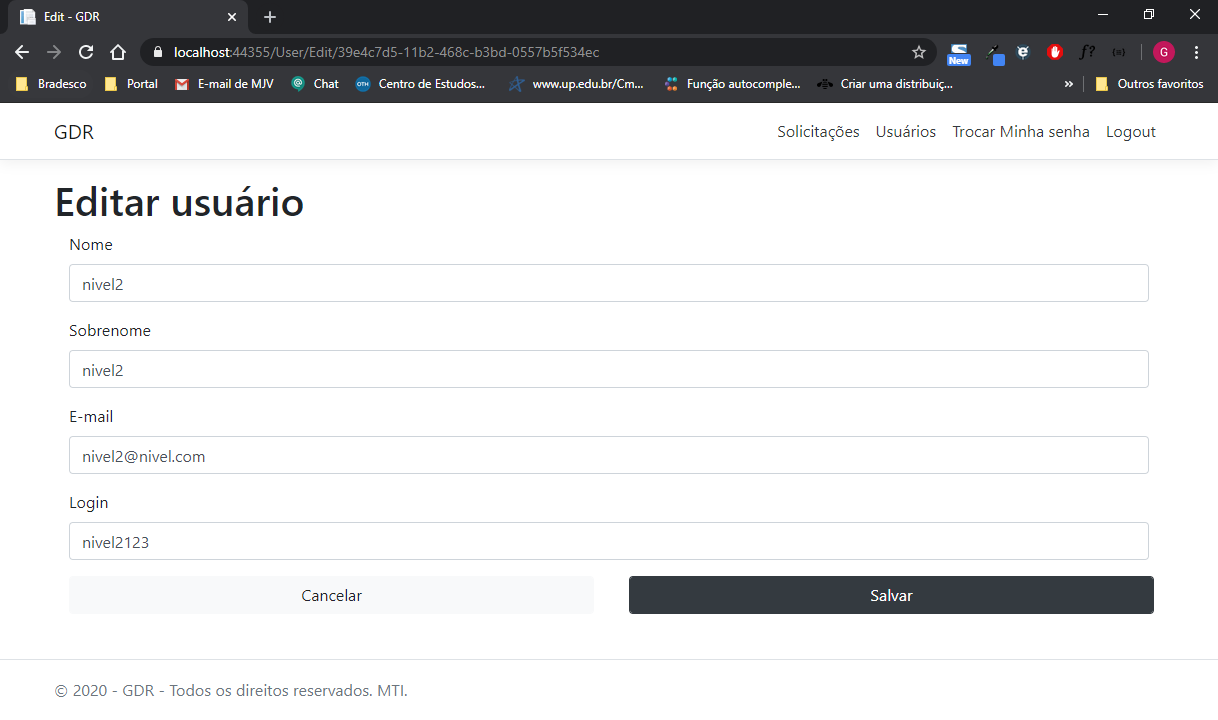 Edit - GDR
localhost:44355/User/Edit/39e4c7d5-11b2-468c-b3bd-0557b5f534ec
New
f?
G
Bradesco Portal E-mail de MJV Chat OTH Centro de Estudos... www.up.edu.br/Cm... Função autocomple... Criar uma distribuiç... » Outros favoritos
GDR Solicitações Usuários Trocar Minha senha Logout
Editar usuário
Nome
nivel2
Sobrenome
nivel2
E-mail
nivel2@nivel.com
Login
nivel2123
Cancelar Salvar
© 2020 - GDR - Todos os direitos reservados. MTI.